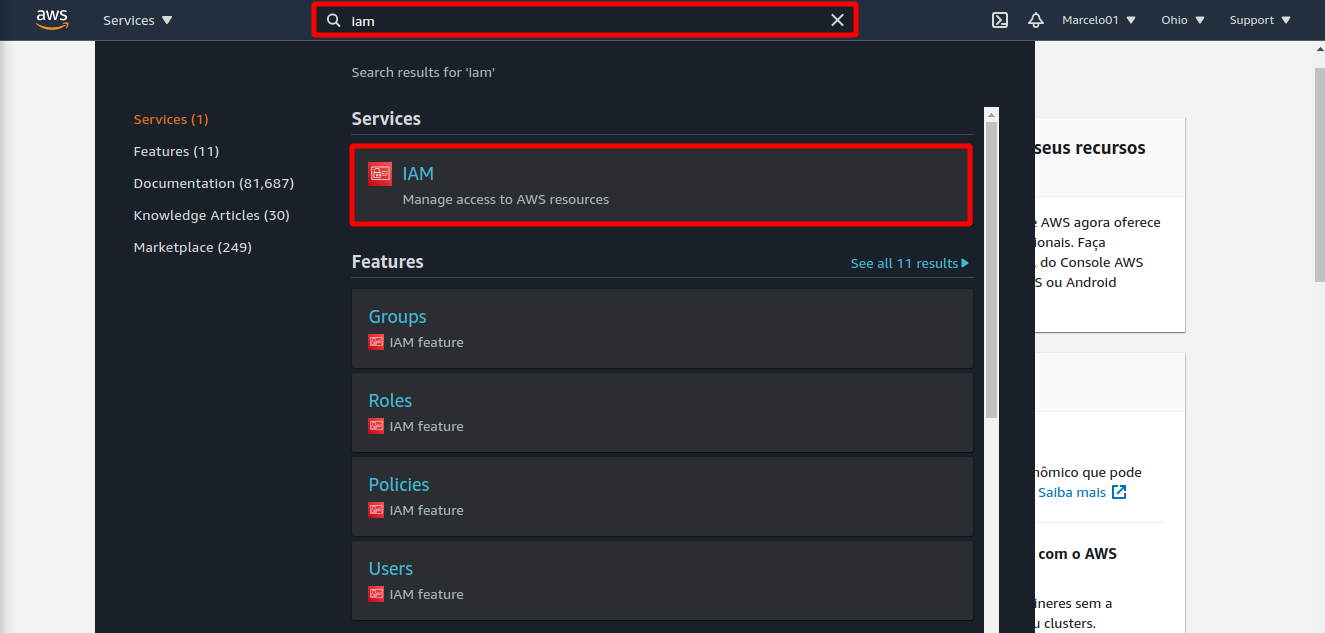 aws
Services
iam
Marcelo01
Ohio
Support
Search results for 'iam'
Services (1)
Features (11)
Documentation (81,687)
Knowledge Articles (30)
Marketplace (249)
Services
IAM
Manage access to AWS resources
Features
See all 11 results
Groups
IAM feature
Roles
IAM feature
Policies
IAM feature
Users
IAM feature
seus recursos
AWS agora oferece
ionais. Faça
do Console AWS
S ou Android
nômico que pode
Saiba mais
com o AWS
ineres sem a
u clusters.